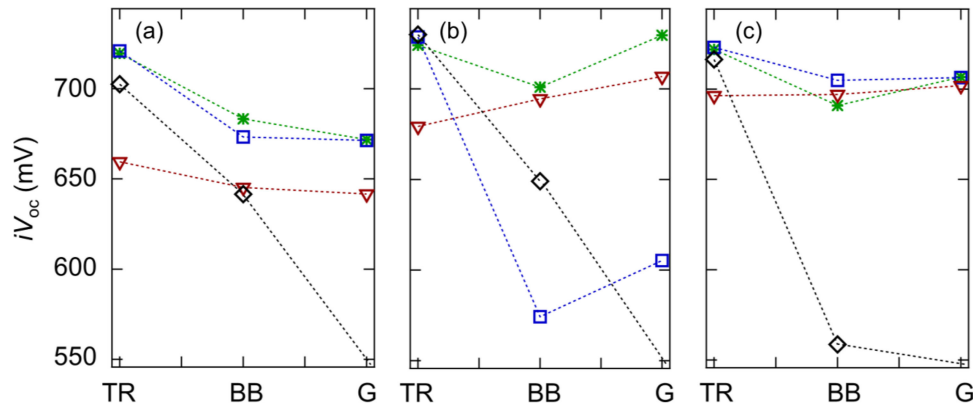 (a) (b) (c)
700
650
600
550
iVoc (mV)
TR BB G TR BB G TR BB G